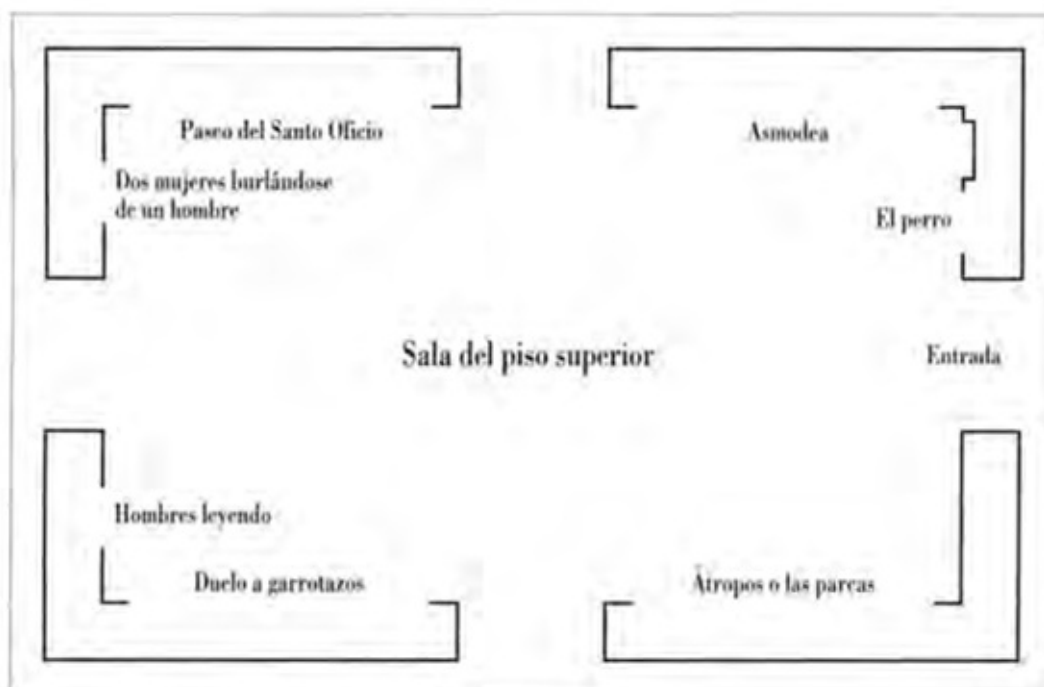 Paseo del Santo Oficio
Asmodea
Dos mujeres burlándose
de un hombre
El perro
Sala del piso superior
Entrada
Hombres leyendo
Duelo a garrotazos
Átropos o las parcas